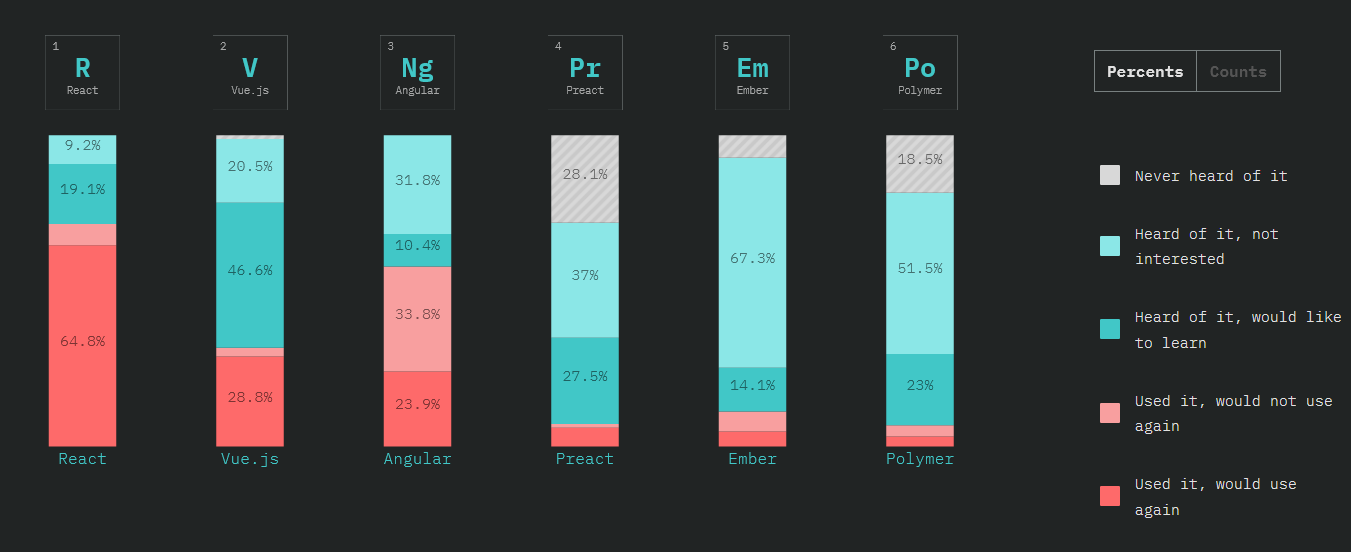 1
R
React
2
V
Vue.js
3
Ng
Angular
4
Pr
Preact
5
Em
Ember
6
Po
Polymer
Percents
Counts
9.2%
19.1%
64.8%
React
20.5%
46.6%
28.8%
Vue.js
31.8%
10.4%
33.8%
23.9%
Angular
28.1%
37%
27.5%
Preact
67.3%
14.1%
Ember
18.5%
51.5%
23%
Polymer
Never heard of it
Heard of it, not
interested
Heard of it, would like
to learn
Used it, would not use
again
Used it, would use
again